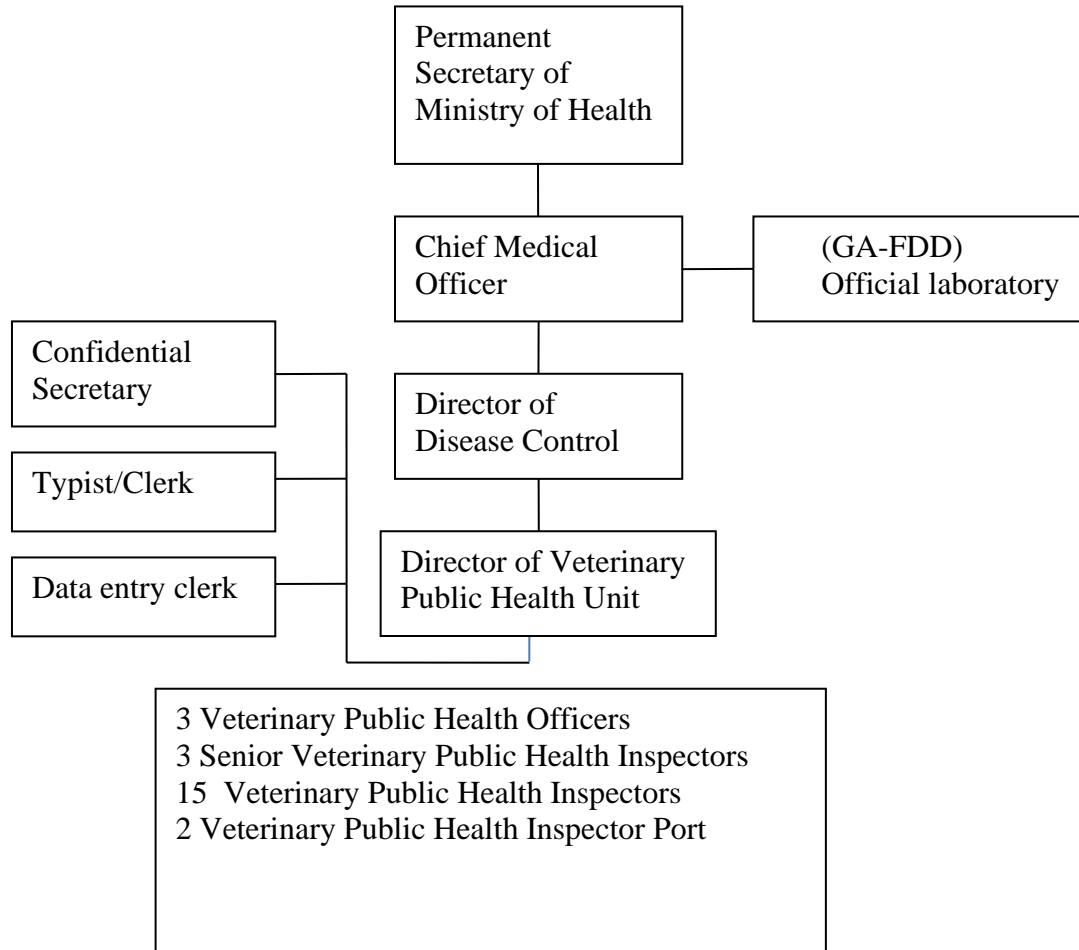 Permanent
Secretary of
Ministry of Health
Chief Medical
Officer
(GA-FDD)
Official laboratory
Confidential
Secretary
Director of
Disease Control
Typist/Clerk
Director of Veterinary
Public Health Unit
Data entry clerk
3 Veterinary Public Health Officers
3 Senior Veterinary Public Health Inspectors
15 Veterinary Public Health Inspectors
2 Veterinary Public Health Inspector Port